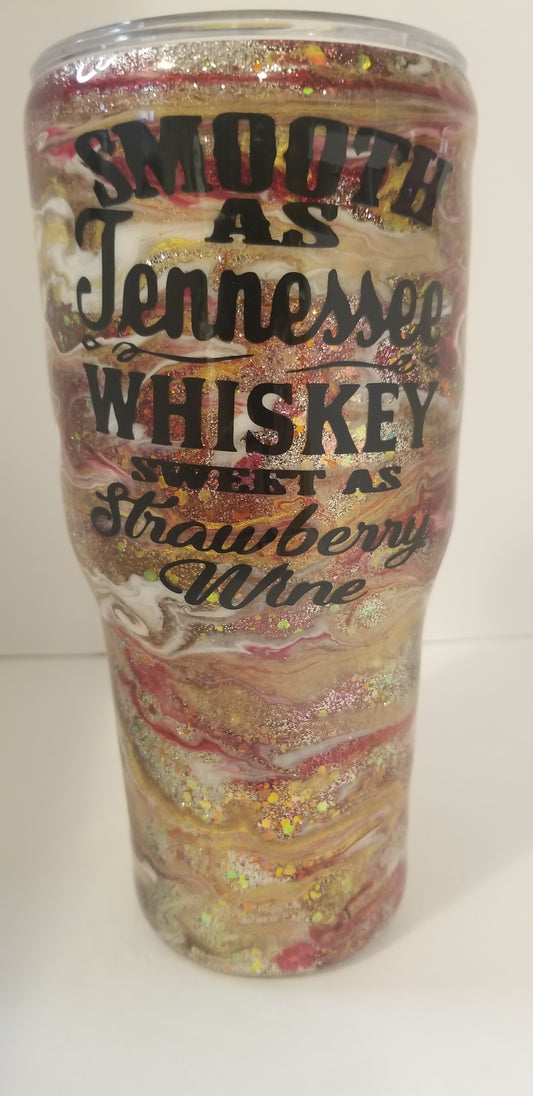 SMOOTH
AS
Tennessee
WHISKEY
SWEET AS
Strawberry
Wine